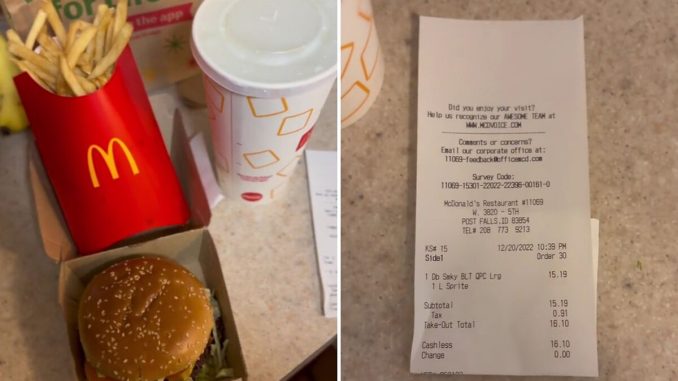 for
the app
Did you enjoy your visit?
Help us recognize our AWESOME TEAM at
WWW.MCDVOICE.COM
Comments or concerns?
Email our corporate office at:
11069-feedback@officemcd.com
Survey Code:
11069-15301-22022-22396-00161-0
McDonald's Restaurant #11069
W. 3820 - 5TH
POST FALLS,ID 83854
TEL# 208 773 9213
KS# 15 12/20/2022 10:39 PM
Side1 Order 30
1 Db Smky BLT QPC Lrg 15.19
1 L Sprite
Subtotal 15.19
Tax 0.91
Take-Out Total 16.10
Cashless 16.10
Change 0.00